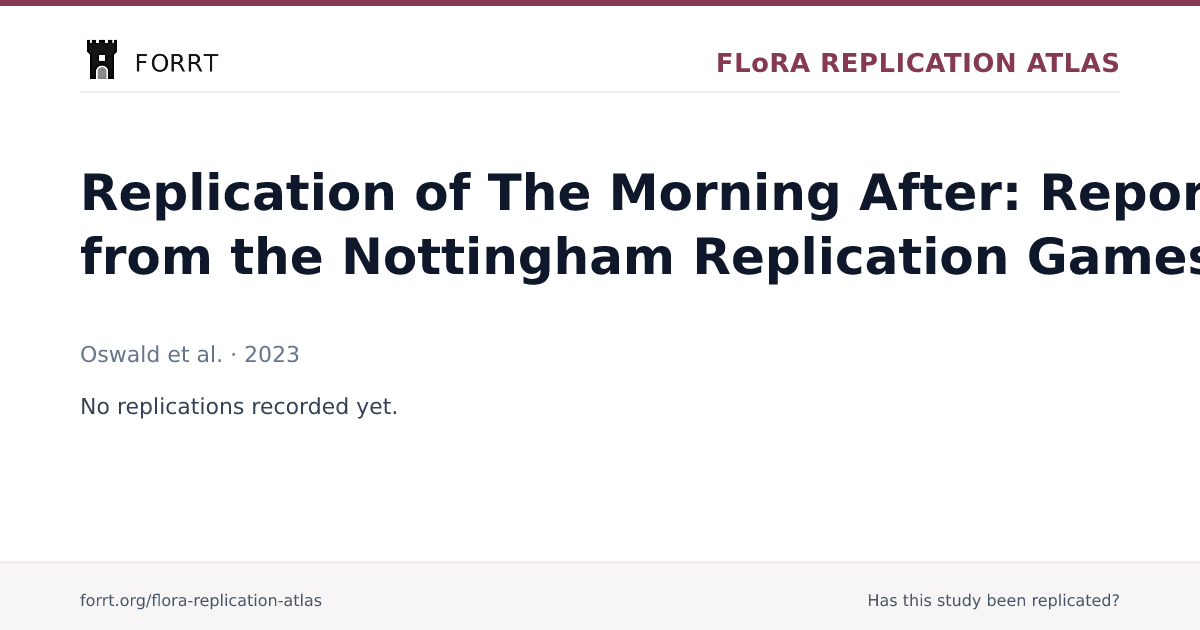 FORRT
FLoRA REPLICATION ATLAS
Replication of The Morning After: Repor
from the Nottingham Replication Games
Oswald et al. · 2023
No replications recorded yet.
forrt.org/flora-replication-atlas
Has this study been replicated?